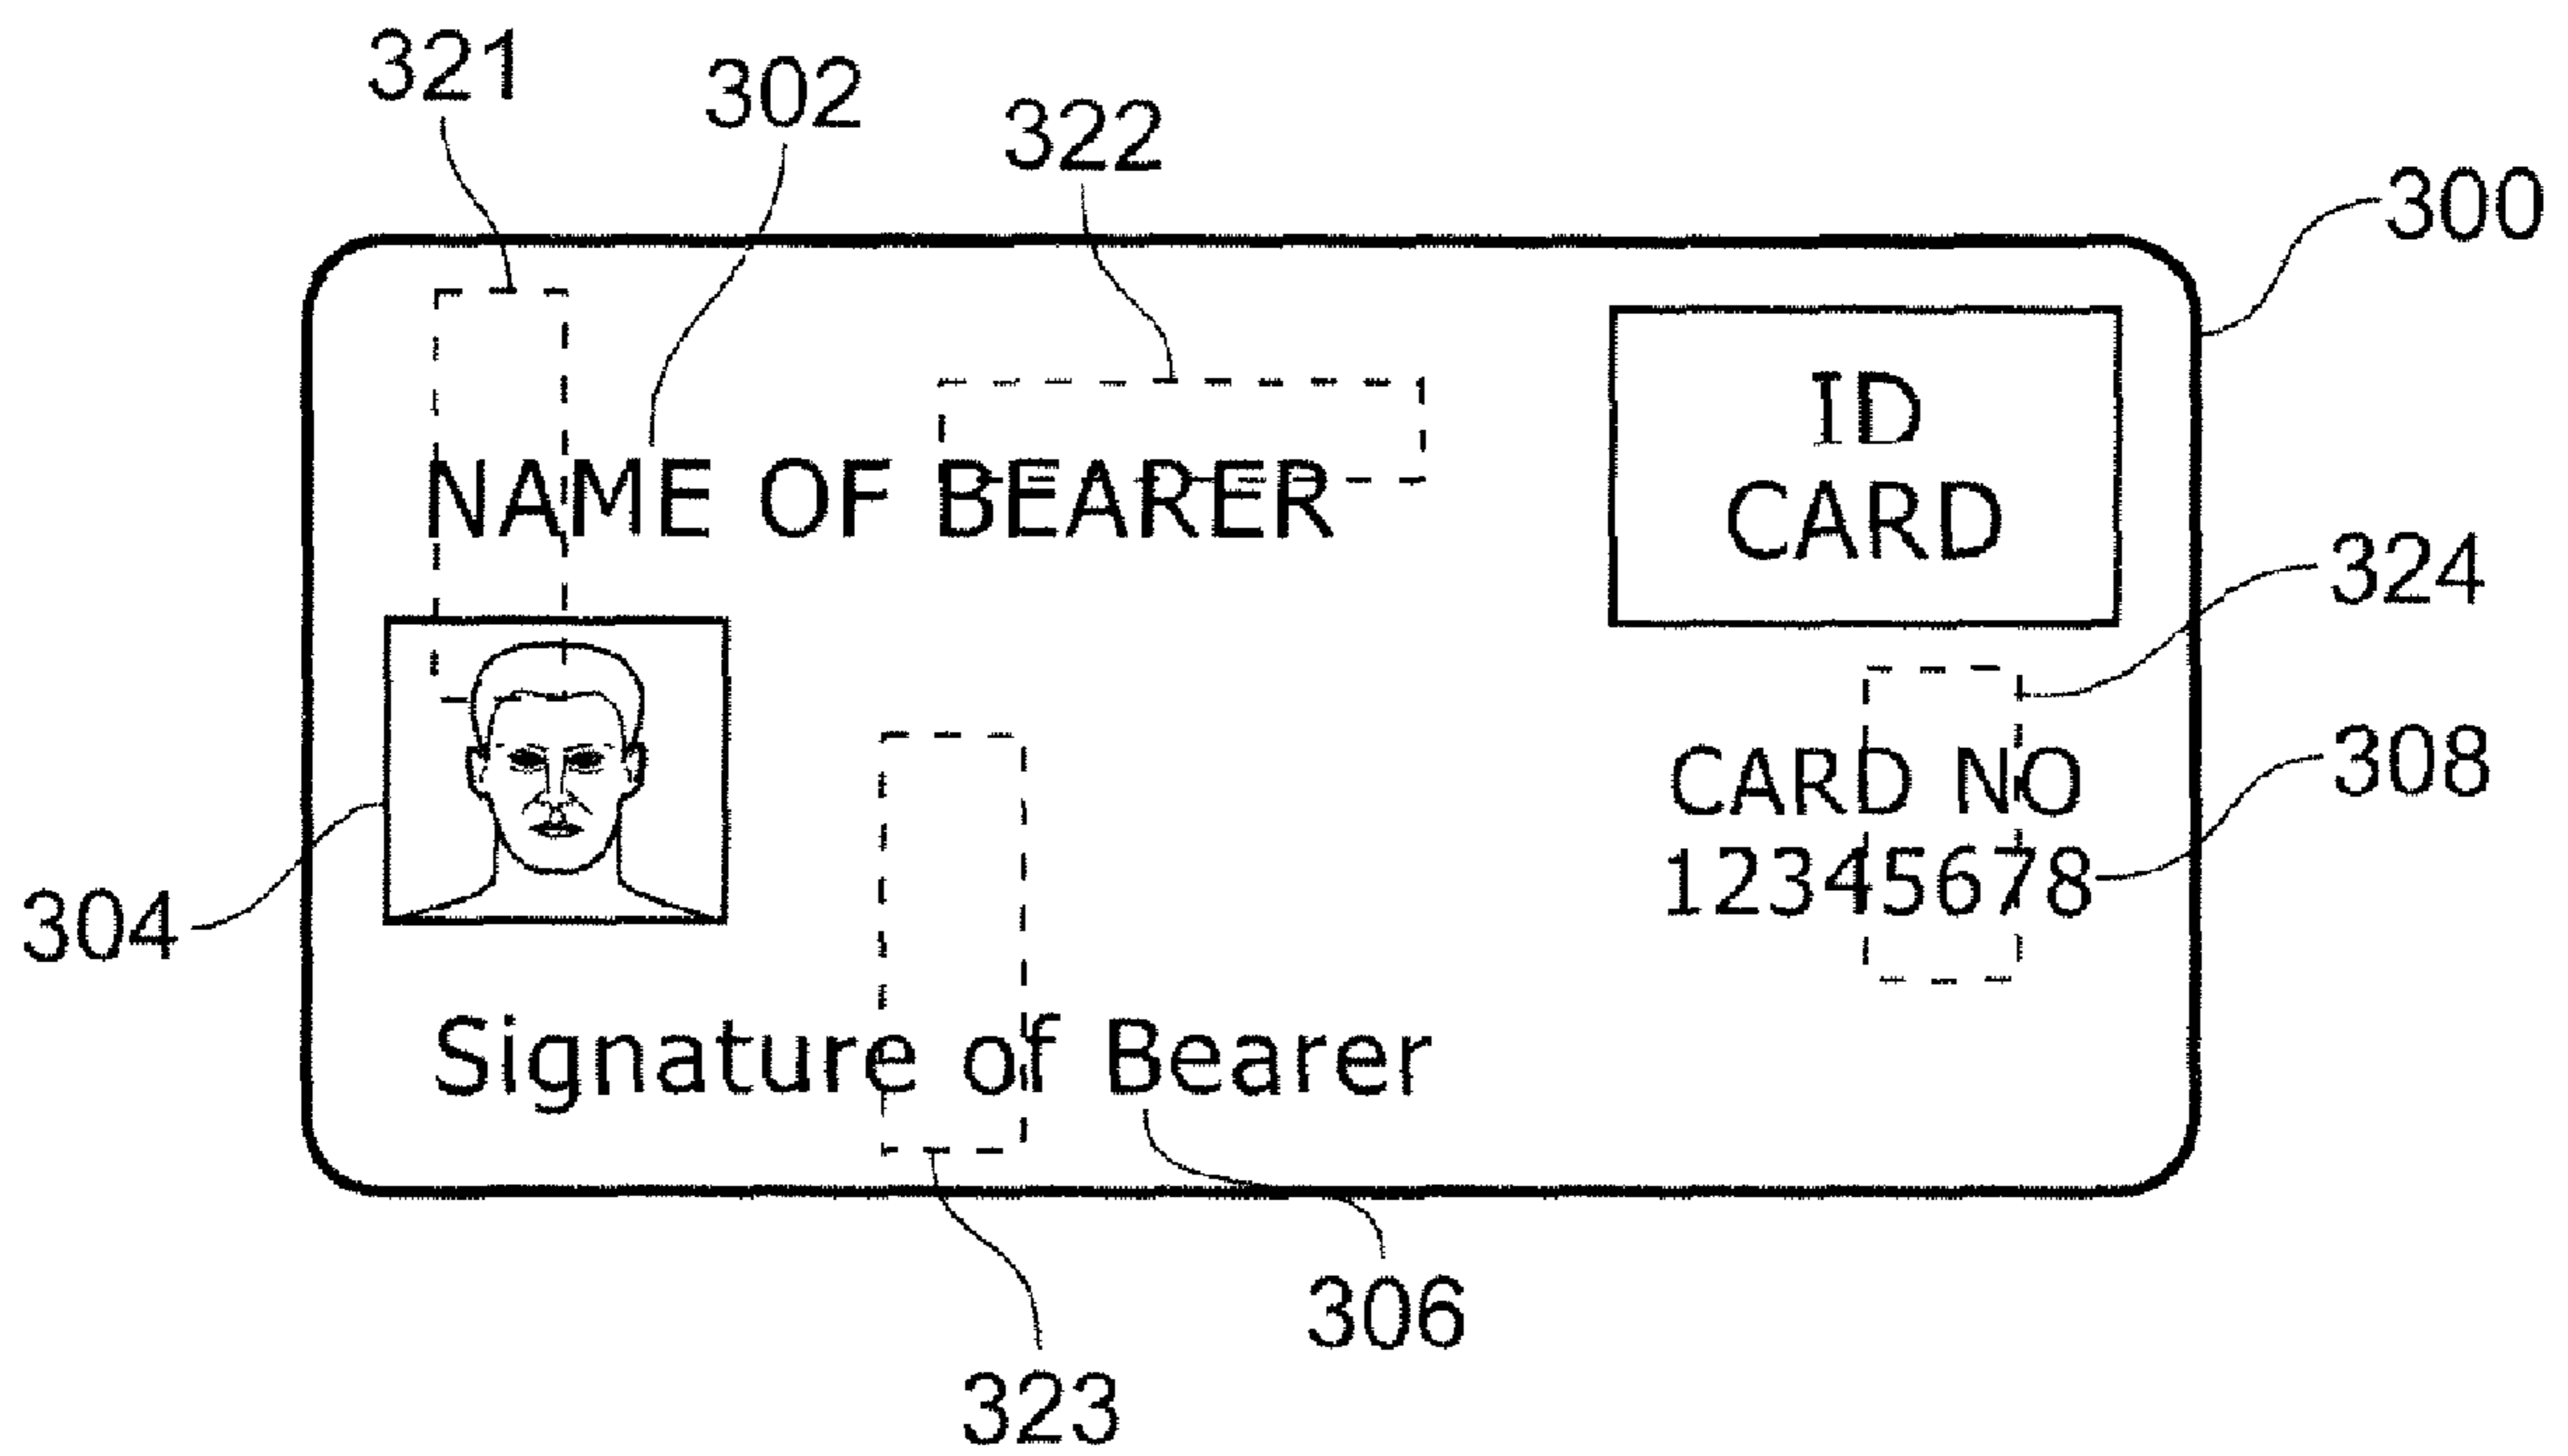 321
302
322
300
ID
CARD
NAME OF BEARER
324
CARD NO
308
12345678
304
Signature of Bearer
306
323